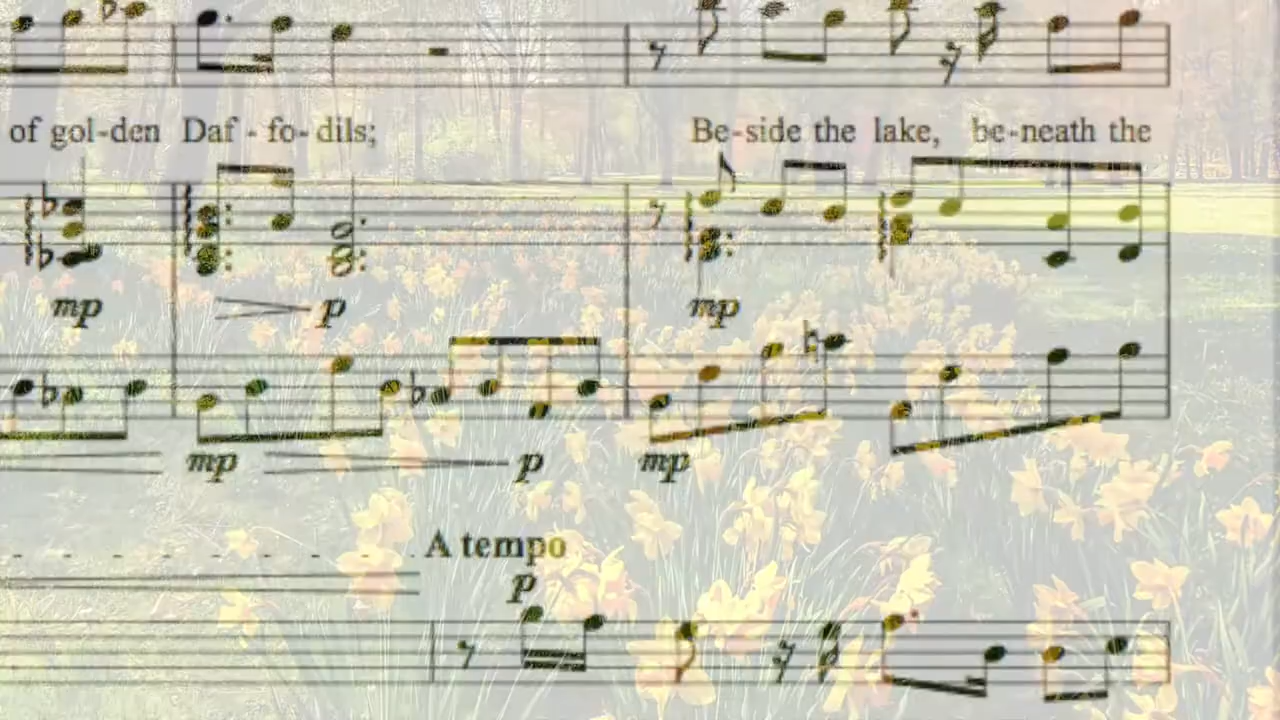 of gol-den Daf - fo- dils; Be-side the lake, be-neath the
mp p mp
mp p mp
A tempo
p